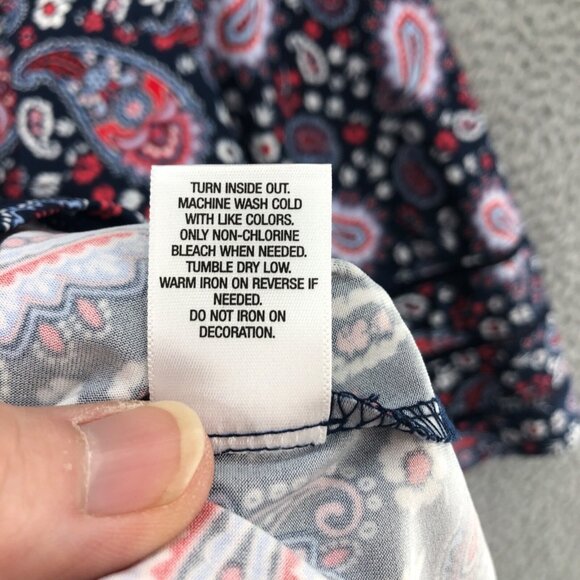 TURN INSIDE OUT.
MACHINE WASH COLD
WITH LIKE COLORS.
ONLY NON-CHLORINE
BLEACH WHEN NEEDED.
TUMBLE DRY LOW.
WARM IRON ON REVERSE IF
NEEDED.
DO NOT IRON ON
DECORATION.